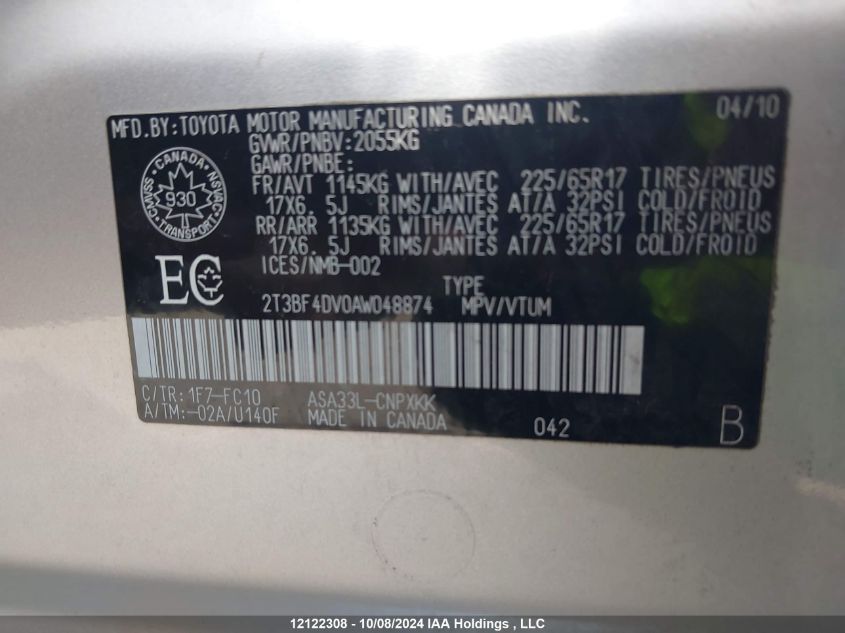 MFD.BY:TOYOTA MOTOR MANUFACTURING CANADA INC. 04/10
GVWR/PNBV:2055KG
GAWR/PNBE:
FR/AVT 1145KG WITH/AVEC 225/65R17 TIRES/PNEUS
17X6. 5J RIMS/JANTES AT/A 32PSI COLD/FROID
RR/ARR 1135KG WITH/AVEC 225/65R17 TIRES/PNEUS
17X6. 5J RIMS/JANTES AT/A 32PSI COLD/FROID
ICES/NMB-002
CANADA
CMVSS NSVAC
930
TRANSPORT
EC
TYPE
2T3BF4DV0AW048874 MPV/VTUM
C/TR:1F7-FC10 ASA33L-CNPXKK
A/TM:-02A/U140F MADE IN CANADA 042 B
12122308 - 10/08/2024 IAA Holdings , LLC